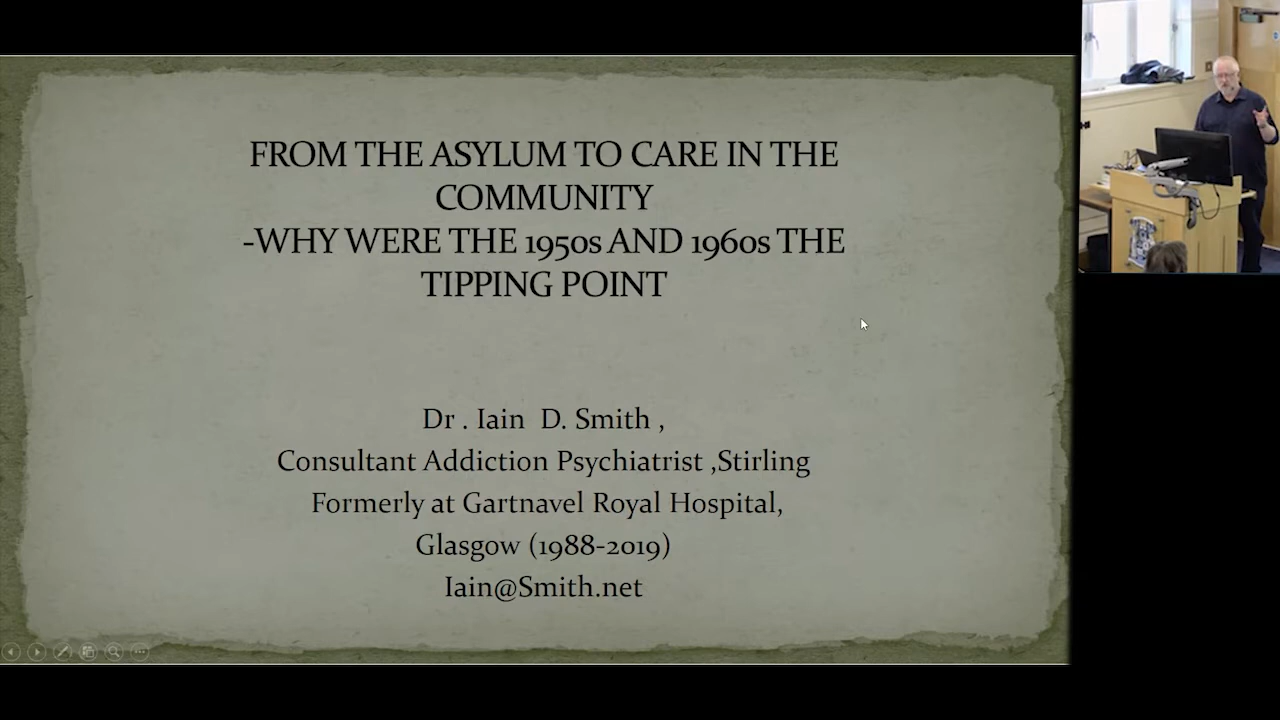 FROM THE ASYLUM TO CARE IN THE
COMMUNITY
-WHY WERE THE 1950s AND 1960s THE
TIPPING POINT
Dr . Iain D. Smith ,
Consultant Addiction Psychiatrist ,Stirling
Formerly at Gartnavel Royal Hospital,
Glasgow (1988-2019)
Iain@Smith.net